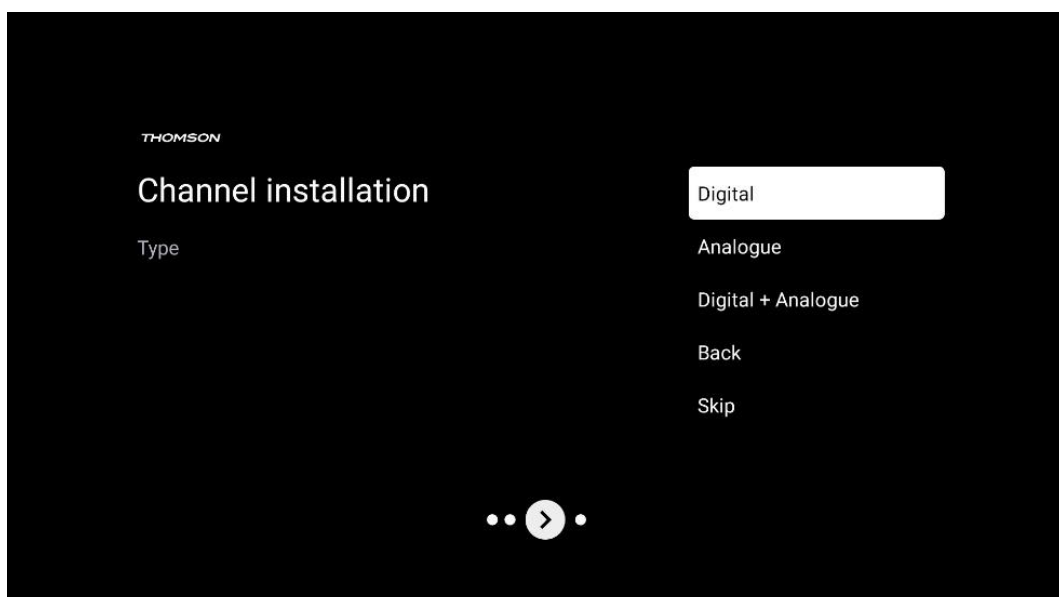 THOMSON
Channel installation
Type
Digital
Analogue
Digital + Analogue
Back
Skip